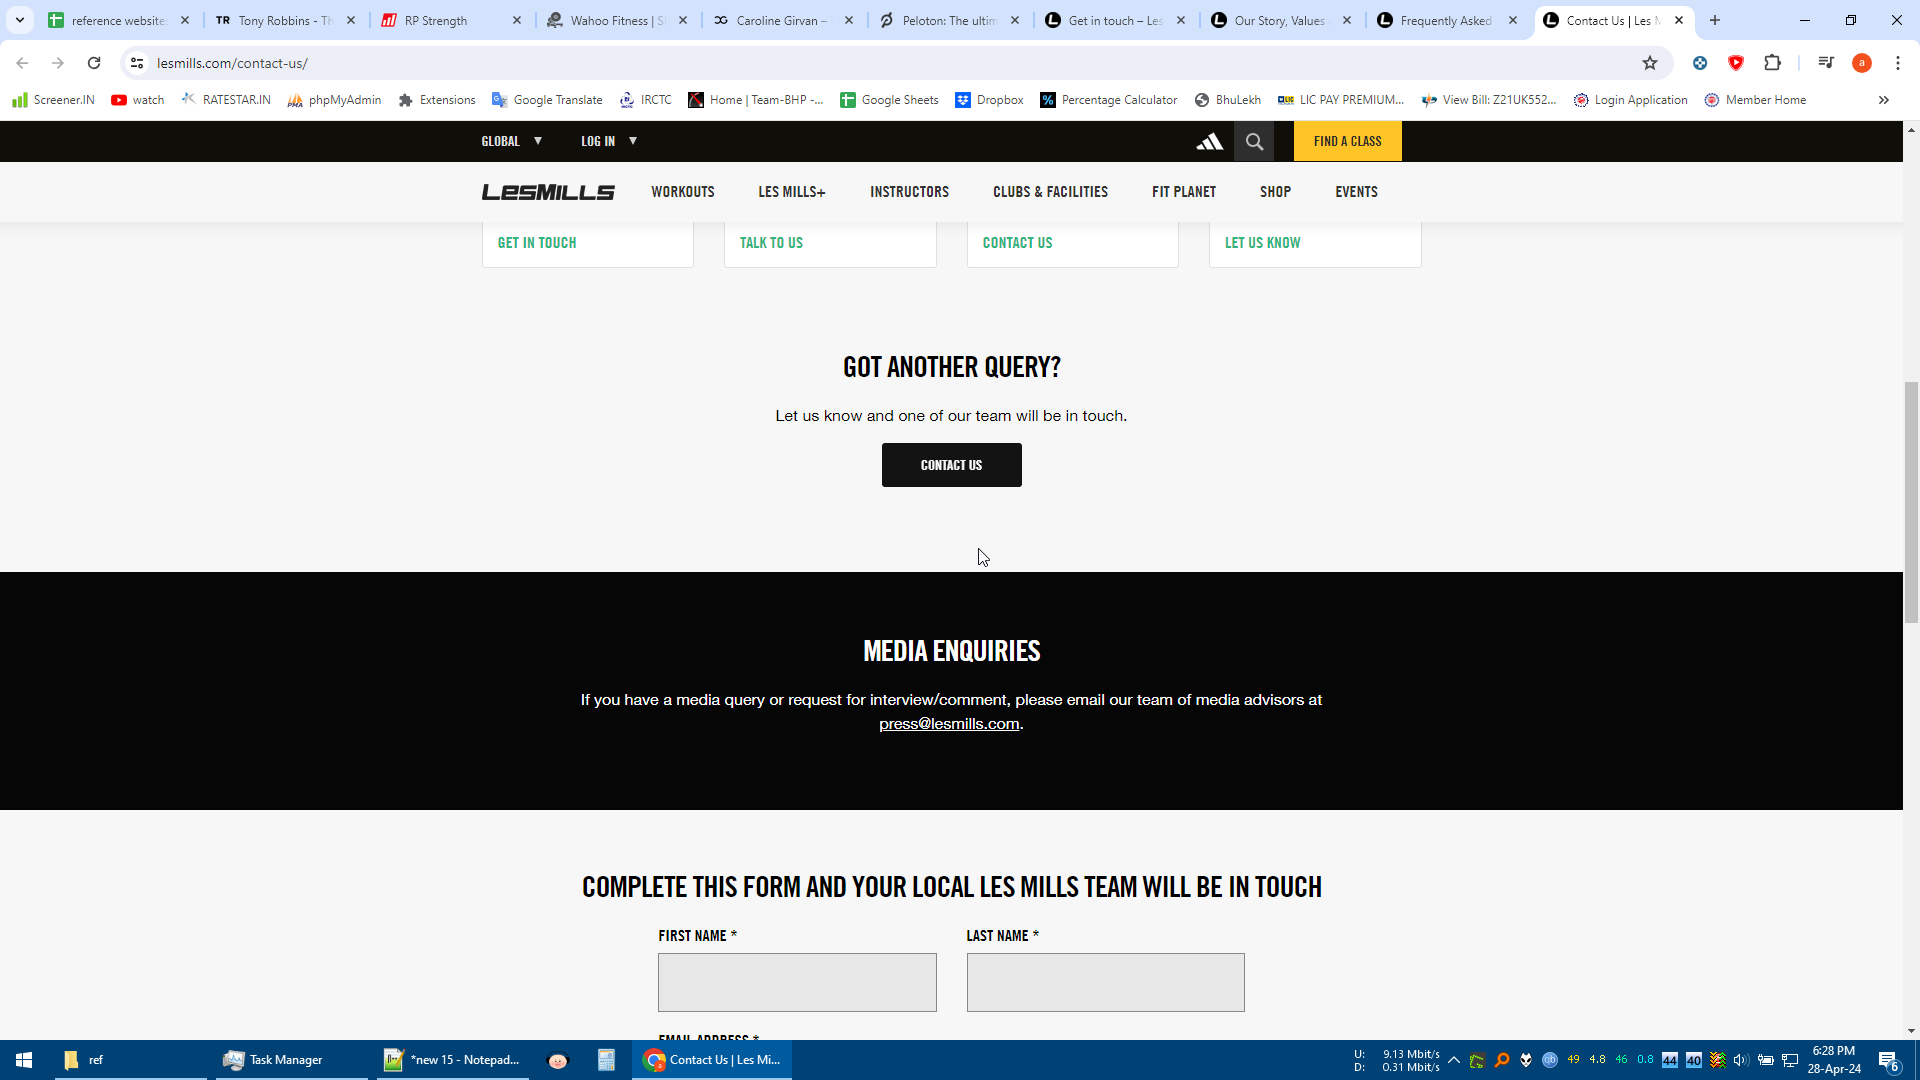 reference website
TR Tony Robbins - Th
RP Strength
Wahoo Fitness | S
CG Caroline Girvan –
Peloton: The ultim
Get in touch – Les
Our Story, Values
Frequently Asked
Contact Us | Les M
lesmills.com/contact-us/
a
Screener.IN
watch
RATESTAR.IN
phpMyAdmin
Extensions
Google Translate
IRCTC
Home | Team-BHP -...
Google Sheets
Dropbox
Percentage Calculator
BhuLekh
LIC PAY PREMIUM...
View Bill: Z21UK552...
Login Application
Member Home
GLOBAL
LOG IN
FIND A CLASS
LESMILLS
WORKOUTS
LES MILLS+
INSTRUCTORS
CLUBS & FACILITIES
FIT PLANET
SHOP
EVENTS
GET IN TOUCH
TALK TO US
CONTACT US
LET US KNOW
GOT ANOTHER QUERY?
Let us know and one of our team will be in touch.
CONTACT US
MEDIA ENQUIRIES
If you have a media query or request for interview/comment, please email our team of media advisors at
press@lesmills.com.
COMPLETE THIS FORM AND YOUR LOCAL LES MILLS TEAM WILL BE IN TOUCH
FIRST NAME *
LAST NAME *
EMAIL ADDRESS *
ref
Task Manager
*new 15 - Notepad...
Contact Us | Les Mi...
U: 9.13 Mbit/s
D: 0.31 Mbit/s
49
4.8
46
0.8
44
40
6:28 PM
28-Apr-24
6